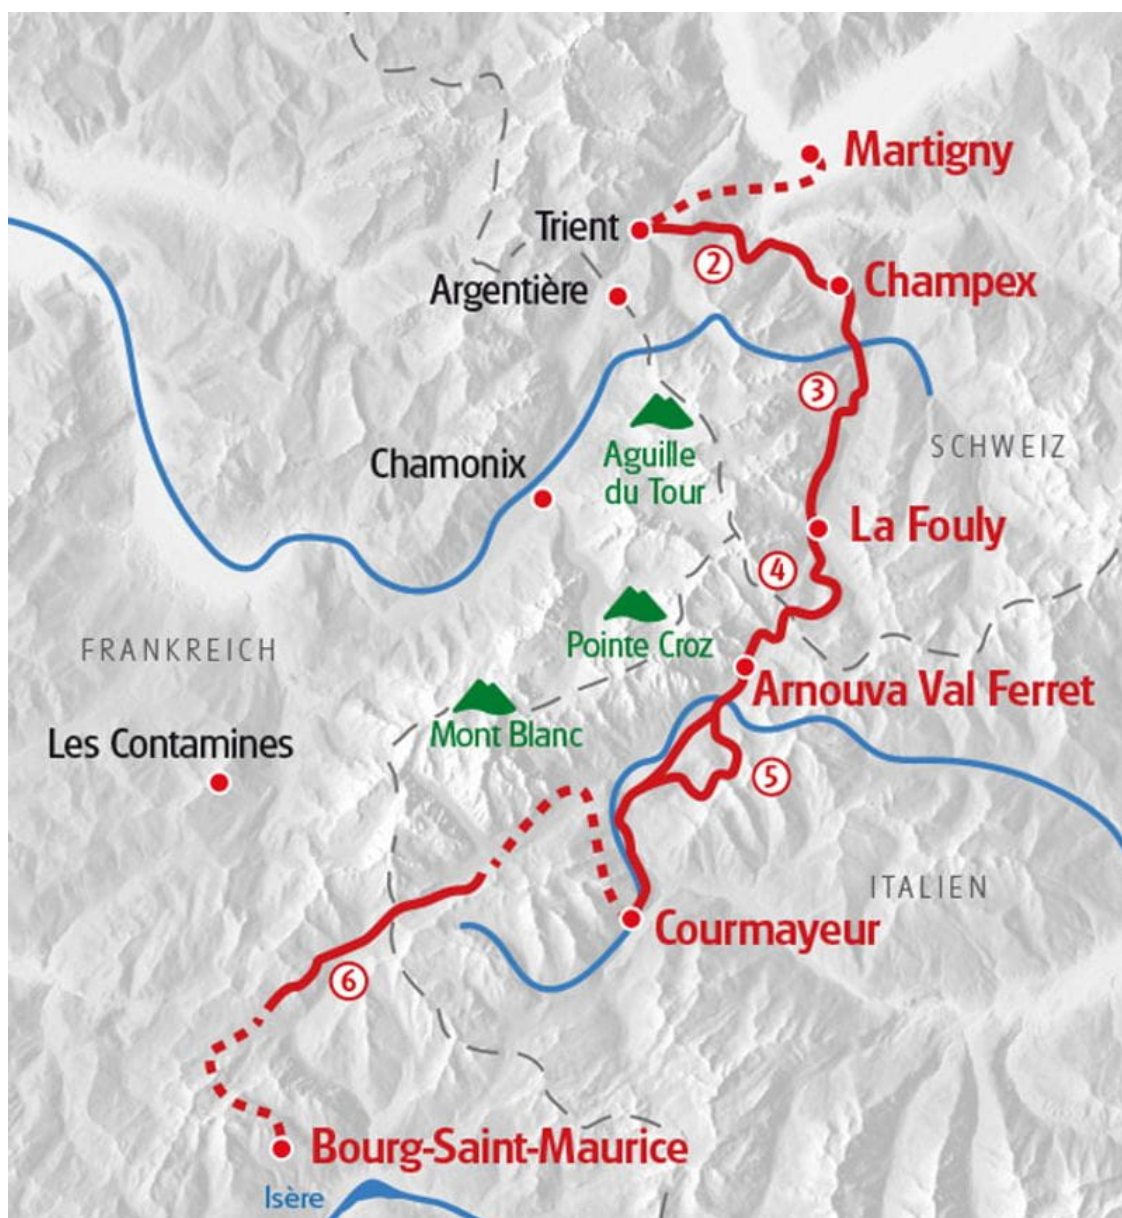 Martigny
Trient
②
Champex
Argentière
③
SCHWEIZ
Aguille
du Tour
Chamonix
La Fouly
④
Pointe Croz
FRANKREICH
Arnouva Val Ferret
Mont Blanc
Les Contamines
⑤
ITALIEN
Courmayeur
⑥
Bourg-Saint-Maurice
Isère